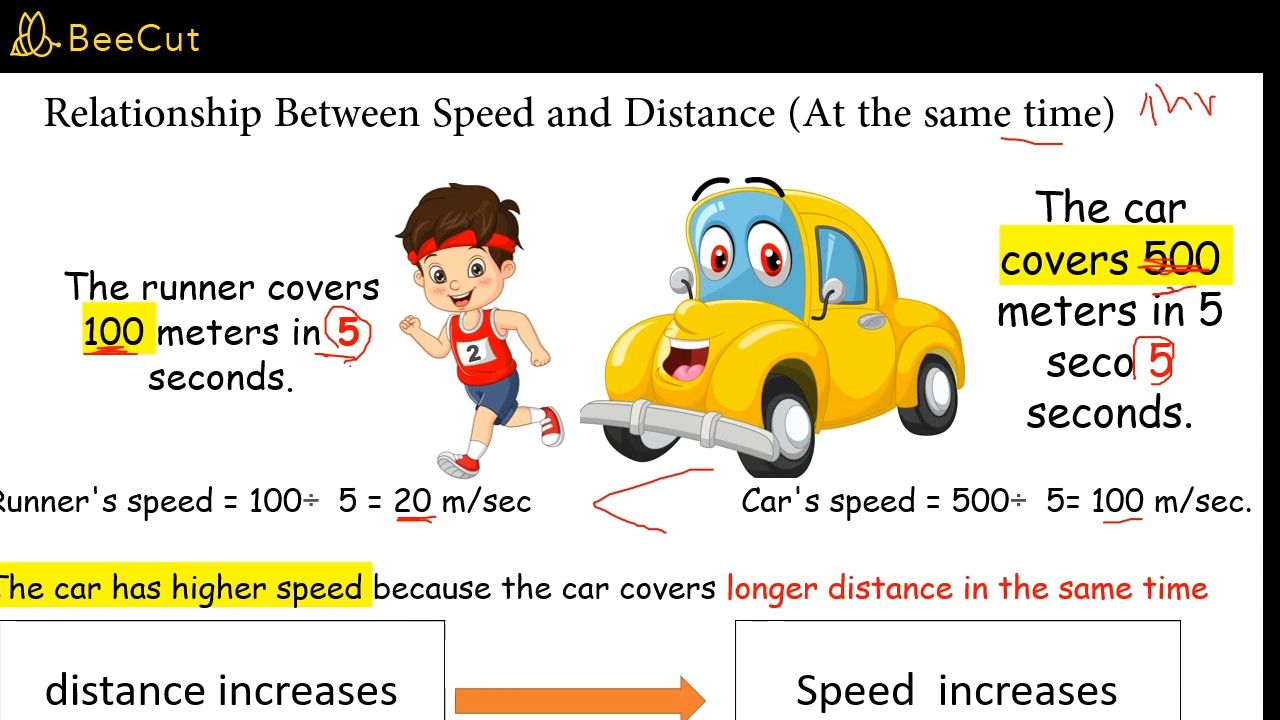 BeeCut
Relationship Between Speed and Distance (At the same time) 1hr
The runner covers
100 meters in 5
seconds.
2
The car
covers 500
meters in 5
seco 5
seconds.
Runner's speed = 100÷ 5 = 20 m/sec
<
Car's speed = 500÷ 5= 100 m/sec.
The car has higher speed because the car covers longer distance in the same time
distance increases
Speed increases